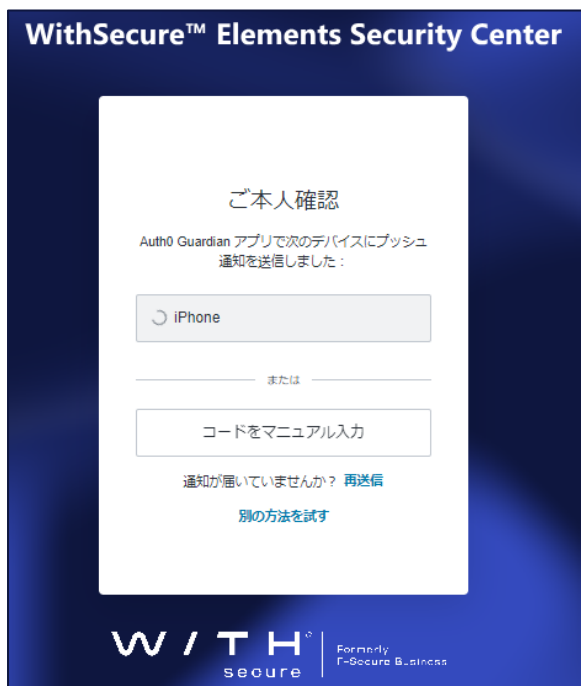 WithSecure™ Elements Security Center
ご本人確認
Auth0 Guardian アプリで次のデバイスにプッシュ
通知を送信しました：
iPhone
または
コードをマニュアル入力
通知が届いていませんか？ 再送信
別の方法を試す
WITH
secure
Formerly
F-Secure Business